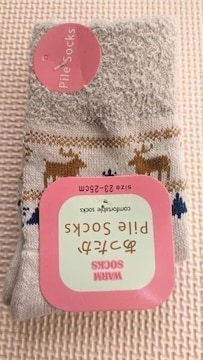 Pile Socks
WARM
SOCKS
あったか
Pile Socks
comfortable socks
size 23-25cm